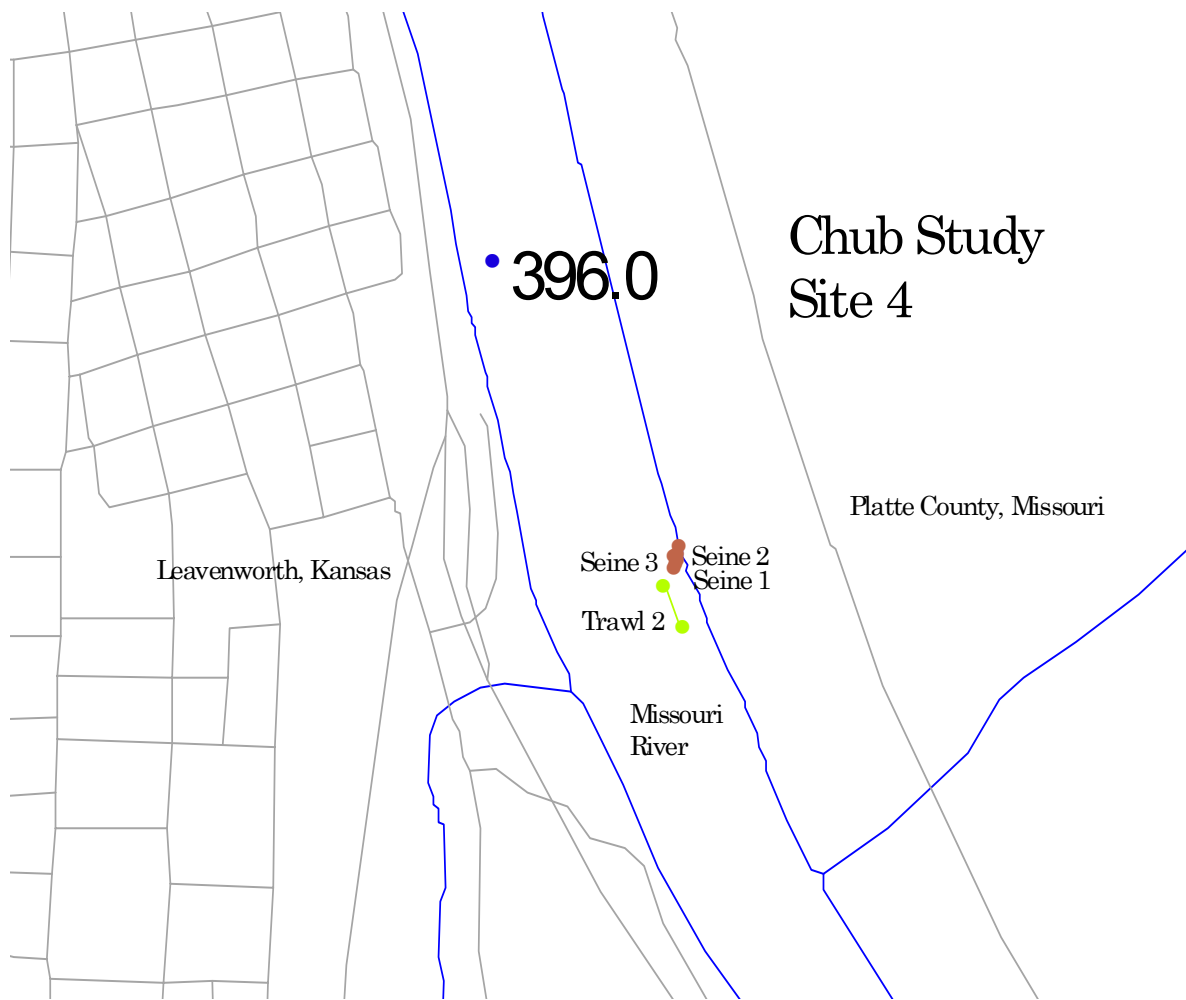 Chub Study
Site 4
396.0
Platte County, Missouri
Seine 3
Seine 2
Leavenworth, Kansas
Seine 1
Trawl 2
Missouri
River